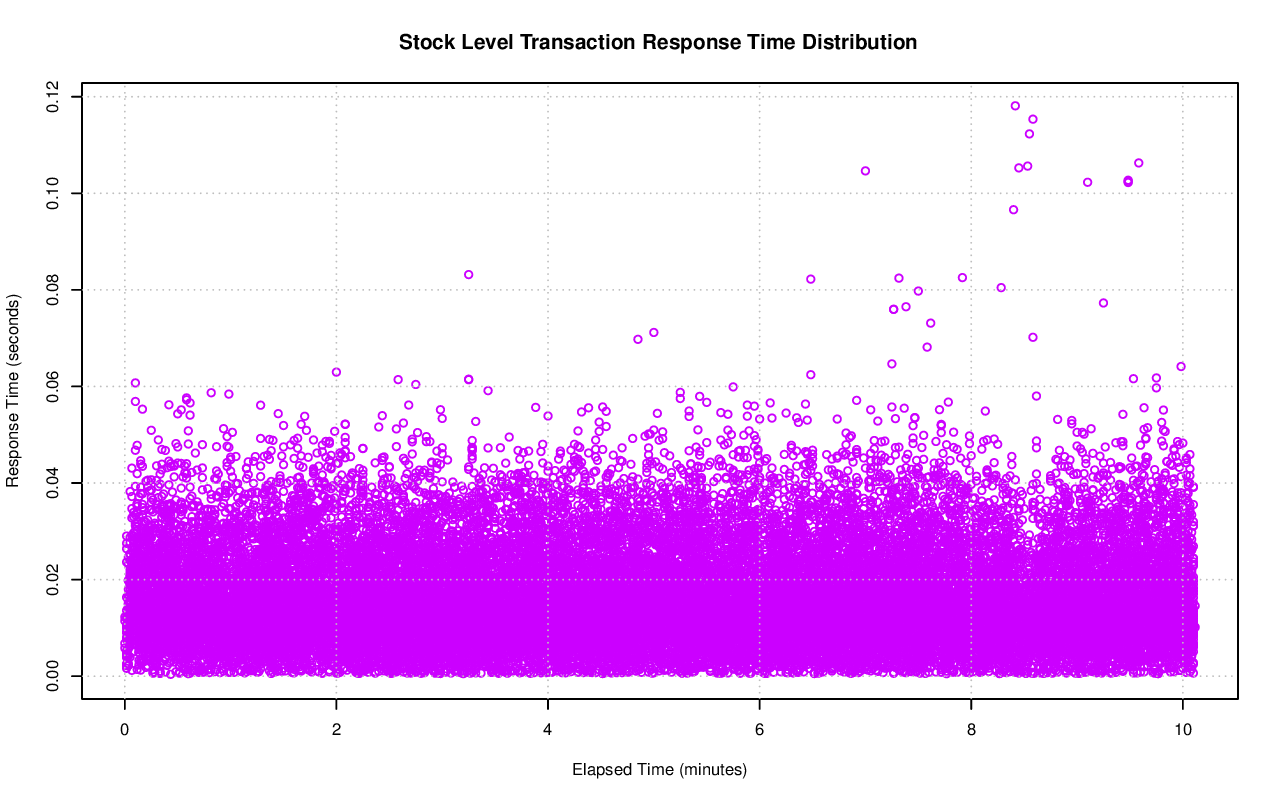 Stock Level Transaction Response Time Distribution
Response Time (seconds)
0.12
0.10
0.08
0.06
0.04
0.02
0.00
0 2 4 6 8 10
Elapsed Time (minutes)